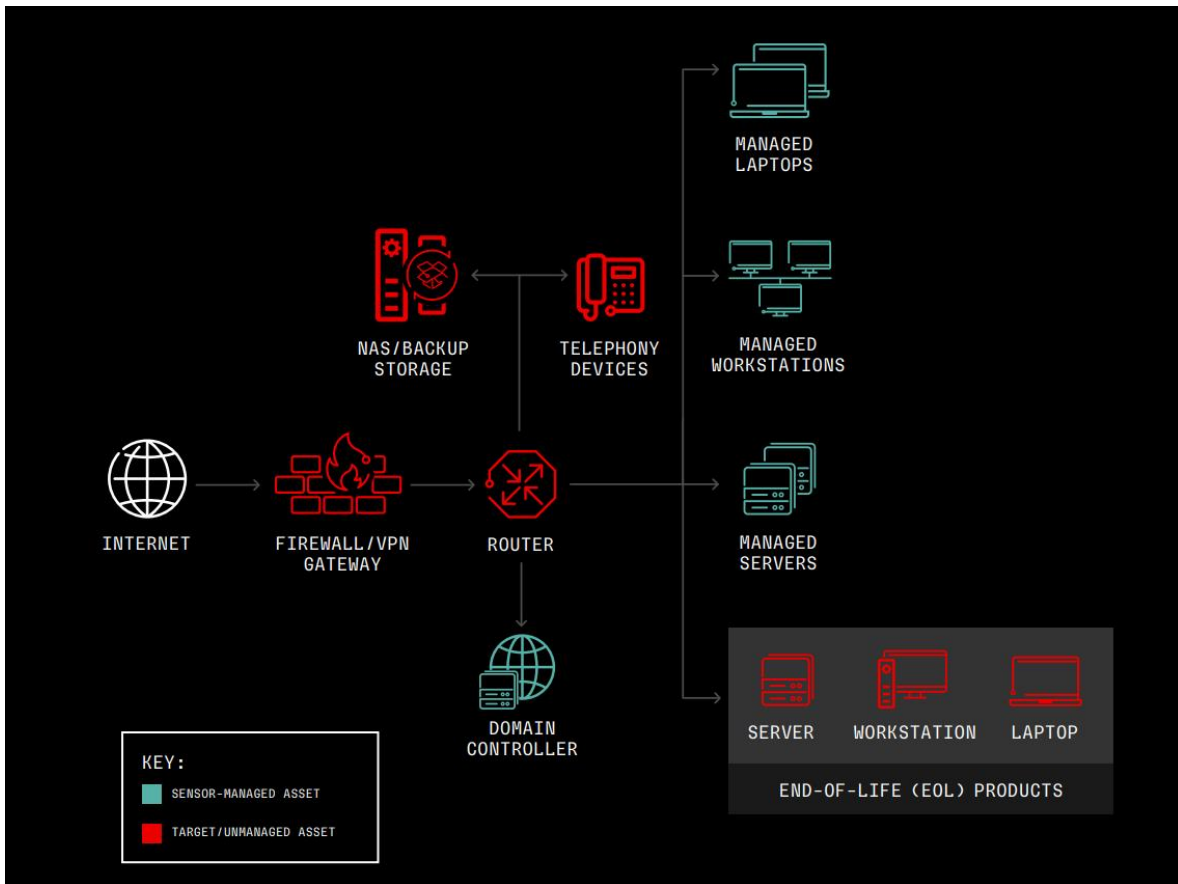 MANAGED
LAPTOPS
NAS/BACKUP
STORAGE
TELEPHONY
DEVICES
MANAGED
WORKSTATIONS
INTERNET
FIREWALL/VPN
GATEWAY
ROUTER
MANAGED
SERVERS
DOMAIN
CONTROLLER
SERVER
WORKSTATION
LAPTOP
END-OF-LIFE (EOL) PRODUCTS
KEY:
SENSOR-MANAGED ASSET
TARGET/UNMANAGED ASSET